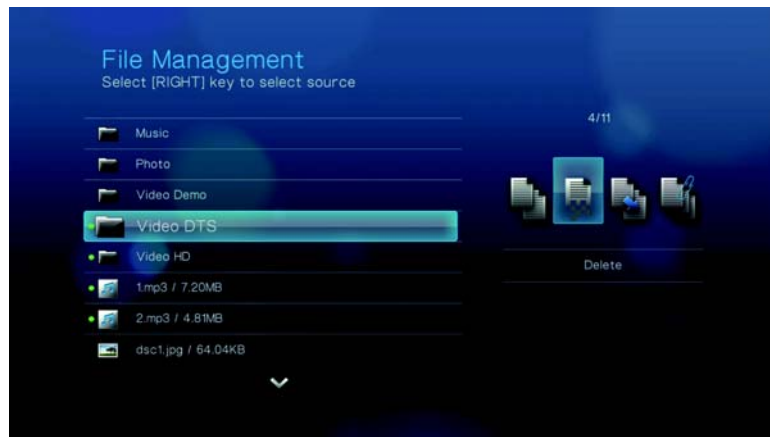 File Management
Select [RIGHT] key to select source
4/11
Music
Photo
Video Demo
Video DTS
Video HD
1.mp3 / 7.20MB
2.mp3 / 4.81MB
dsc1.jpg / 64.04KB
Delete